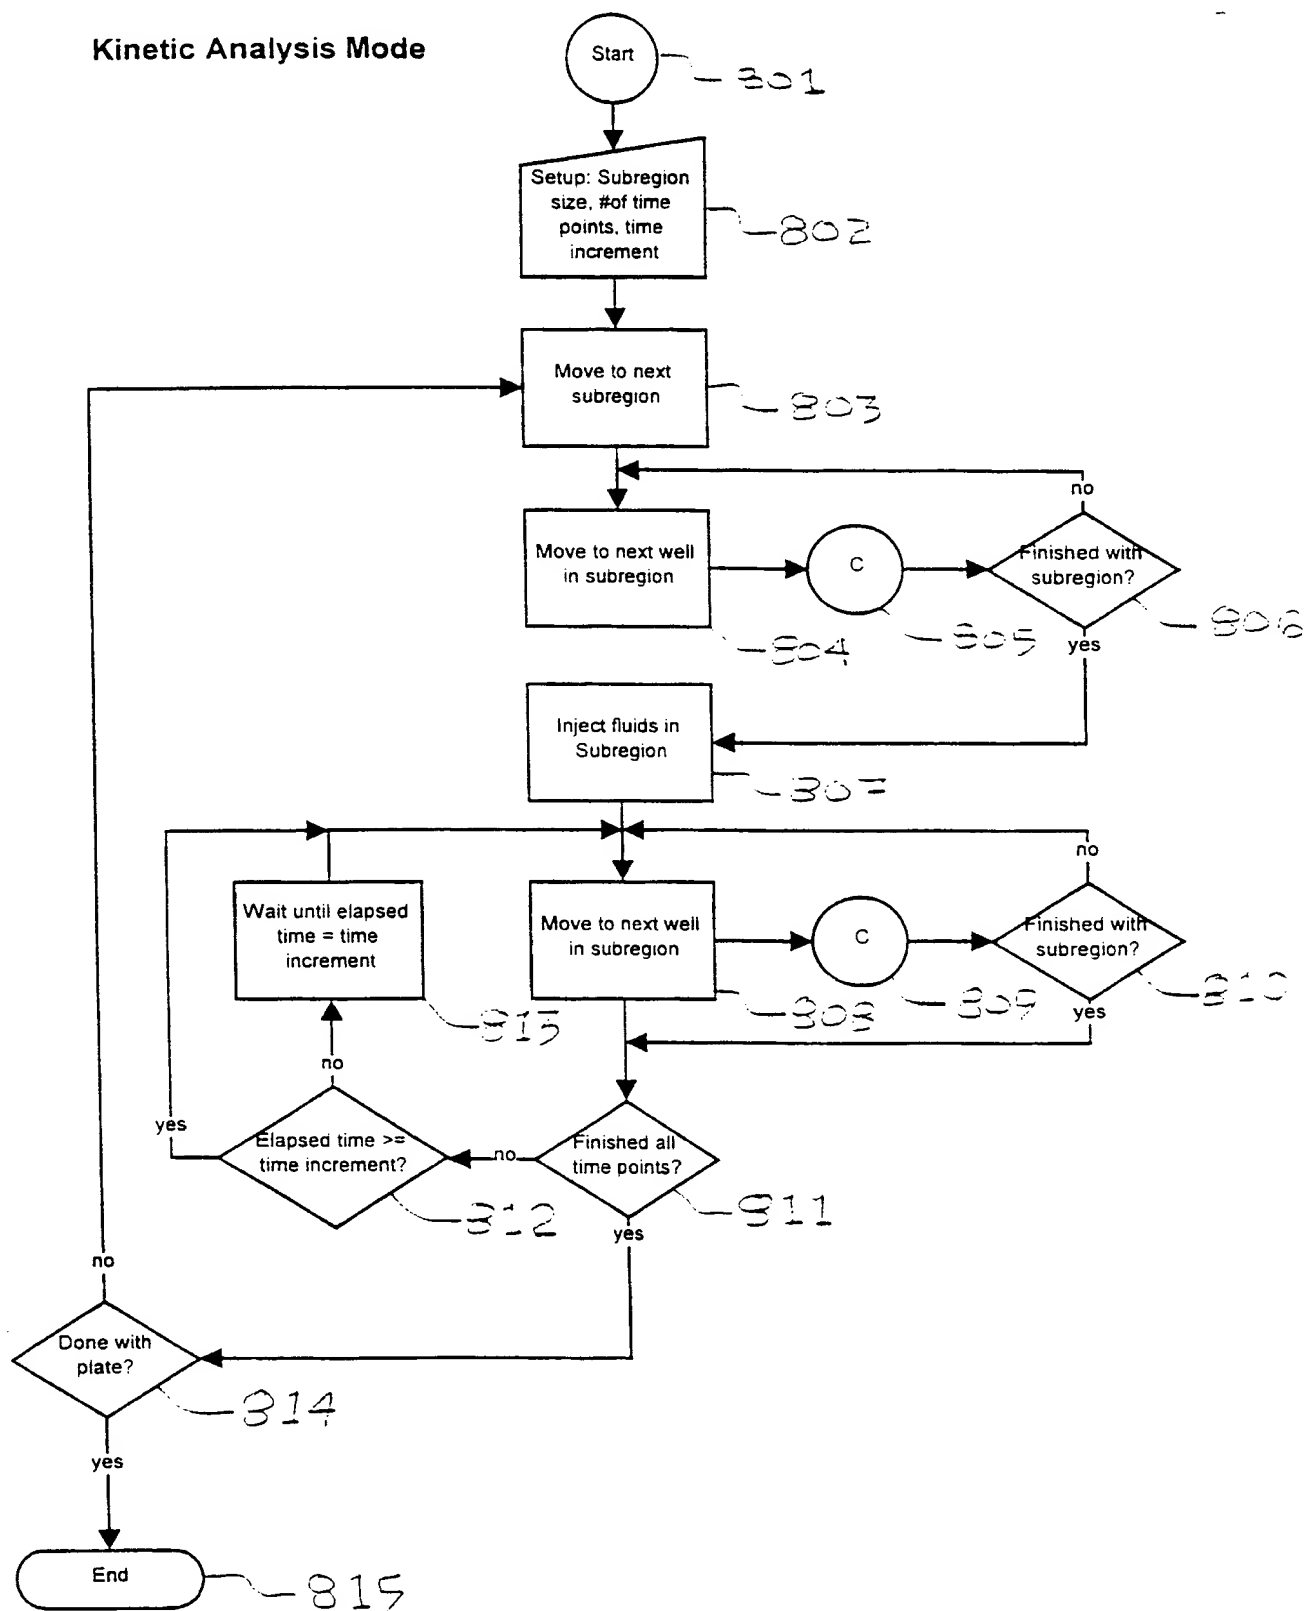 Kinetic Analysis Mode
Start
801
Setup: Subregion
size, #of time
points, time
increment
802
Move to next
subregion
803
no
Move to next well
in subregion
C
Finished with
subregion?
804
805
806
yes
Inject fluids in
Subregion
807
no
Wait until elapsed
time = time
increment
Move to next well
in subregion
C
Finished with
subregion?
813
808
809
810
yes
no
yes
Elapsed time >=
time increment?
no
Finished all
time points?
812
811
yes
no
Done with
plate?
814
yes
End
815